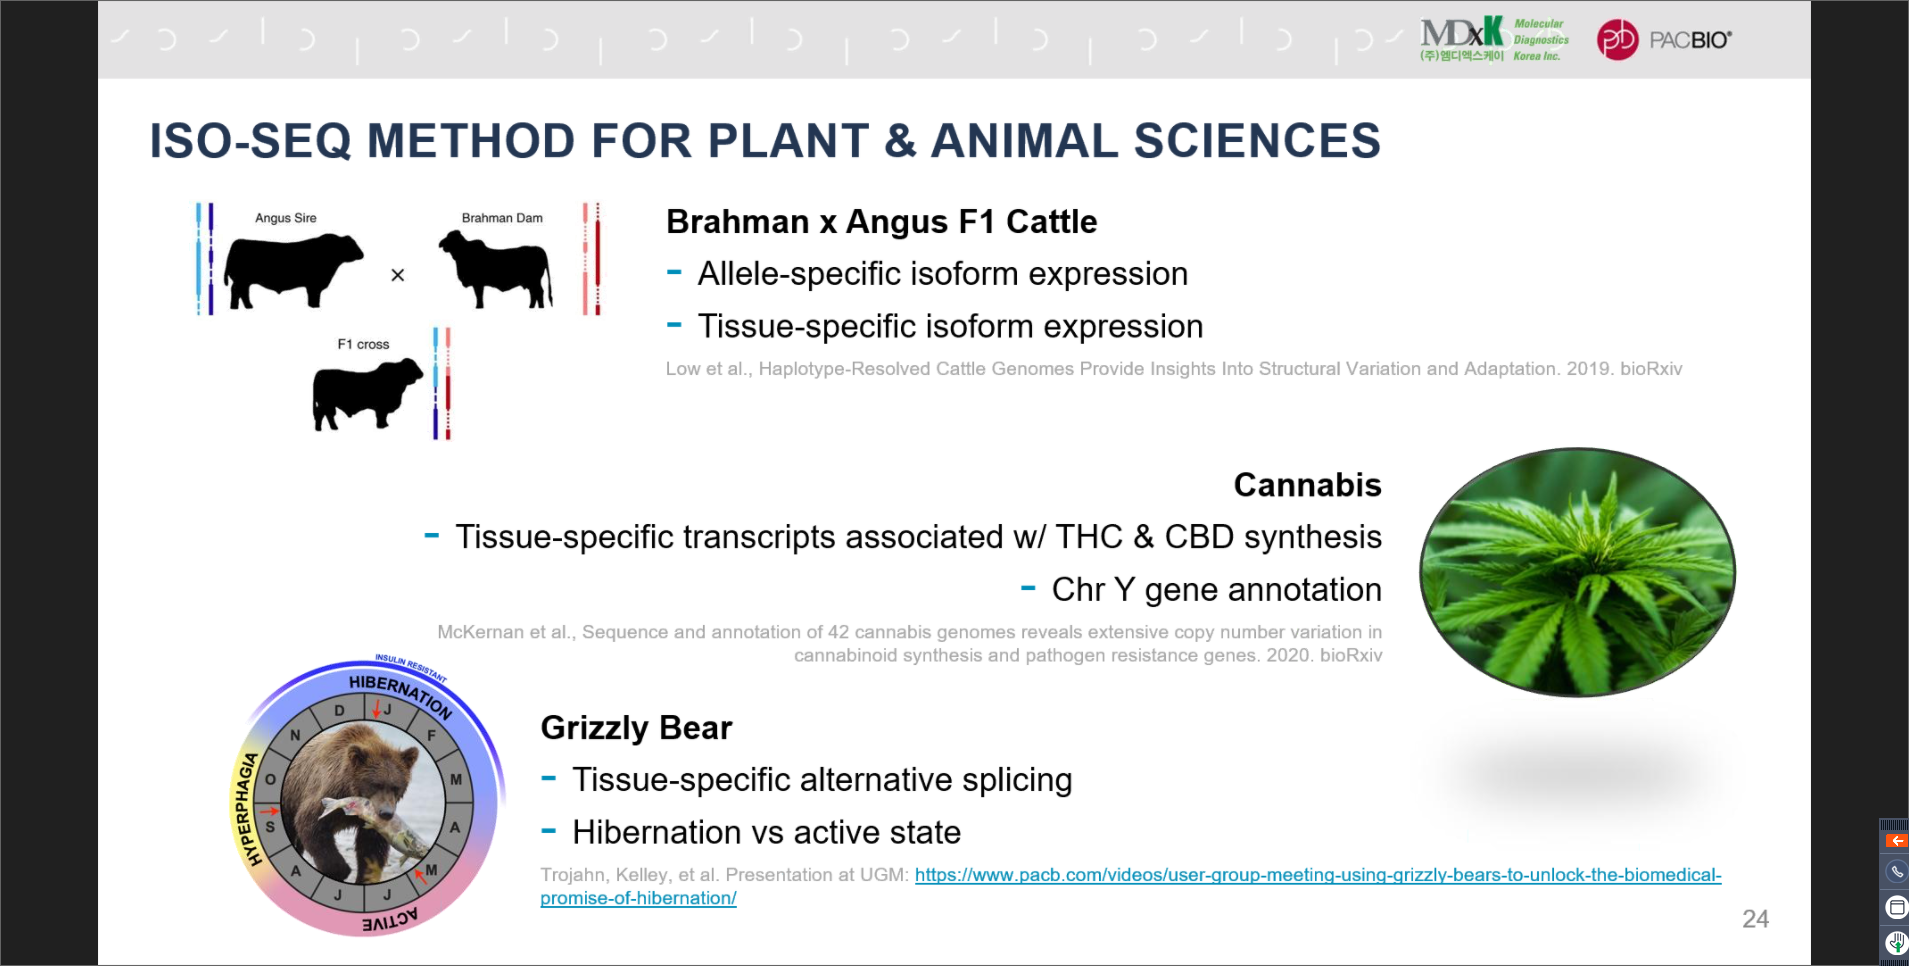 MDxK
Molecular
Diagnostics
Korea Inc.
(주)엠디엑스케이
PACBIO®
ISO-SEQ METHOD FOR PLANT & ANIMAL SCIENCES
Angus Sire
Brahman Dam
×
F1 cross
Brahman x Angus F1 Cattle
- Allele-specific isoform expression
- Tissue-specific isoform expression
Low et al., Haplotype-Resolved Cattle Genomes Provide Insights Into Structural Variation and Adaptation. 2019. bioRxiv
Cannabis
- Tissue-specific transcripts associated w/ THC & CBD synthesis
- Chr Y gene annotation
McKernan et al., Sequence and annotation of 42 cannabis genomes reveals extensive copy number variation in
cannabinoid synthesis and pathogen resistance genes. 2020. bioRxiv
INSULIN RESISTANT
HIBERNATION
HYPERPHAGIA
ACTIVE
J
F
M
A
M
J
J
A
S
O
N
D
Grizzly Bear
- Tissue-specific alternative splicing
- Hibernation vs active state
Trojahn, Kelley, et al. Presentation at UGM: https://www.pacb.com/videos/user-group-meeting-using-grizzly-bears-to-unlock-the-biomedical-
promise-of-hibernation/
24